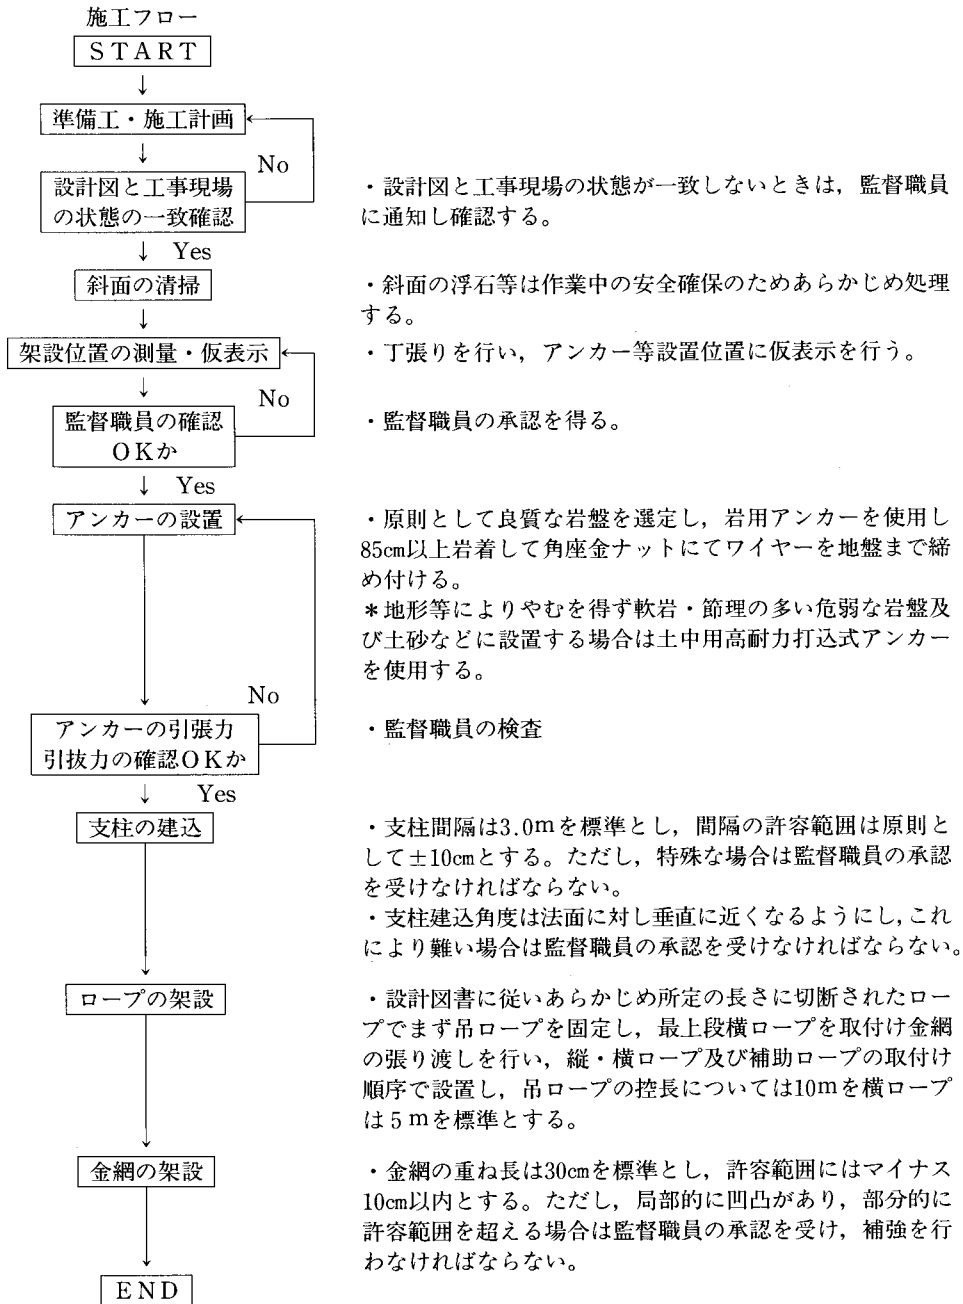 施工フロー
ＳＴＡＲＴ
↓
準備工・施工計画
↓
No
設計図と工事現場
の状態の一致確認
・設計図と工事現場の状態が一致しないときは，監督職員
に通知し確認する。
↓ Yes
斜面の清掃
・斜面の浮石等は作業中の安全確保のためあらかじめ処理
する。
↓
架設位置の測量・仮表示
・丁張りを行い，アンカー等設置位置に仮表示を行う。
↓
No
監督職員の確認
ＯＫか
・監督職員の承認を得る。
↓ Yes
アンカーの設置
・原則として良質な岩盤を選定し，岩用アンカーを使用し
85㎝以上岩着して角座金ナットにてワイヤーを地盤まで締
め付ける。
＊地形等によりやむを得ず軟岩・節理の多い危弱な岩盤及
び土砂などに設置する場合は土中用高耐力打込式アンカー
を使用する。
No
アンカーの引張力
引抜力の確認ＯＫか
・監督職員の検査
↓ Yes
支柱の建込
・支柱間隔は3.0ｍを標準とし，間隔の許容範囲は原則と
して±10㎝とする。ただし，特殊な場合は監督職員の承認
を受けなければならない。
・支柱建込角度は法面に対し垂直に近くなるようにし，これ
により難い場合は監督職員の承認を受けなければならない。
ロープの架設
・設計図書に従いあらかじめ所定の長さに切断されたロー
プでまず吊ロープを固定し，最上段横ロープを取付け金網
の張り渡しを行い，縦・横ロープ及び補助ロープの取付け
順序で設置し，吊ロープの控長については10ｍを横ロープ
は５ｍを標準とする。
金網の架設
・金網の重ね長は30㎝を標準とし，許容範囲にはマイナス
10㎝以内とする。ただし，局部的に凹凸があり，部分的に
許容範囲を超える場合は監督職員の承認を受け，補強を行
わなければならない。
ＥＮＤ